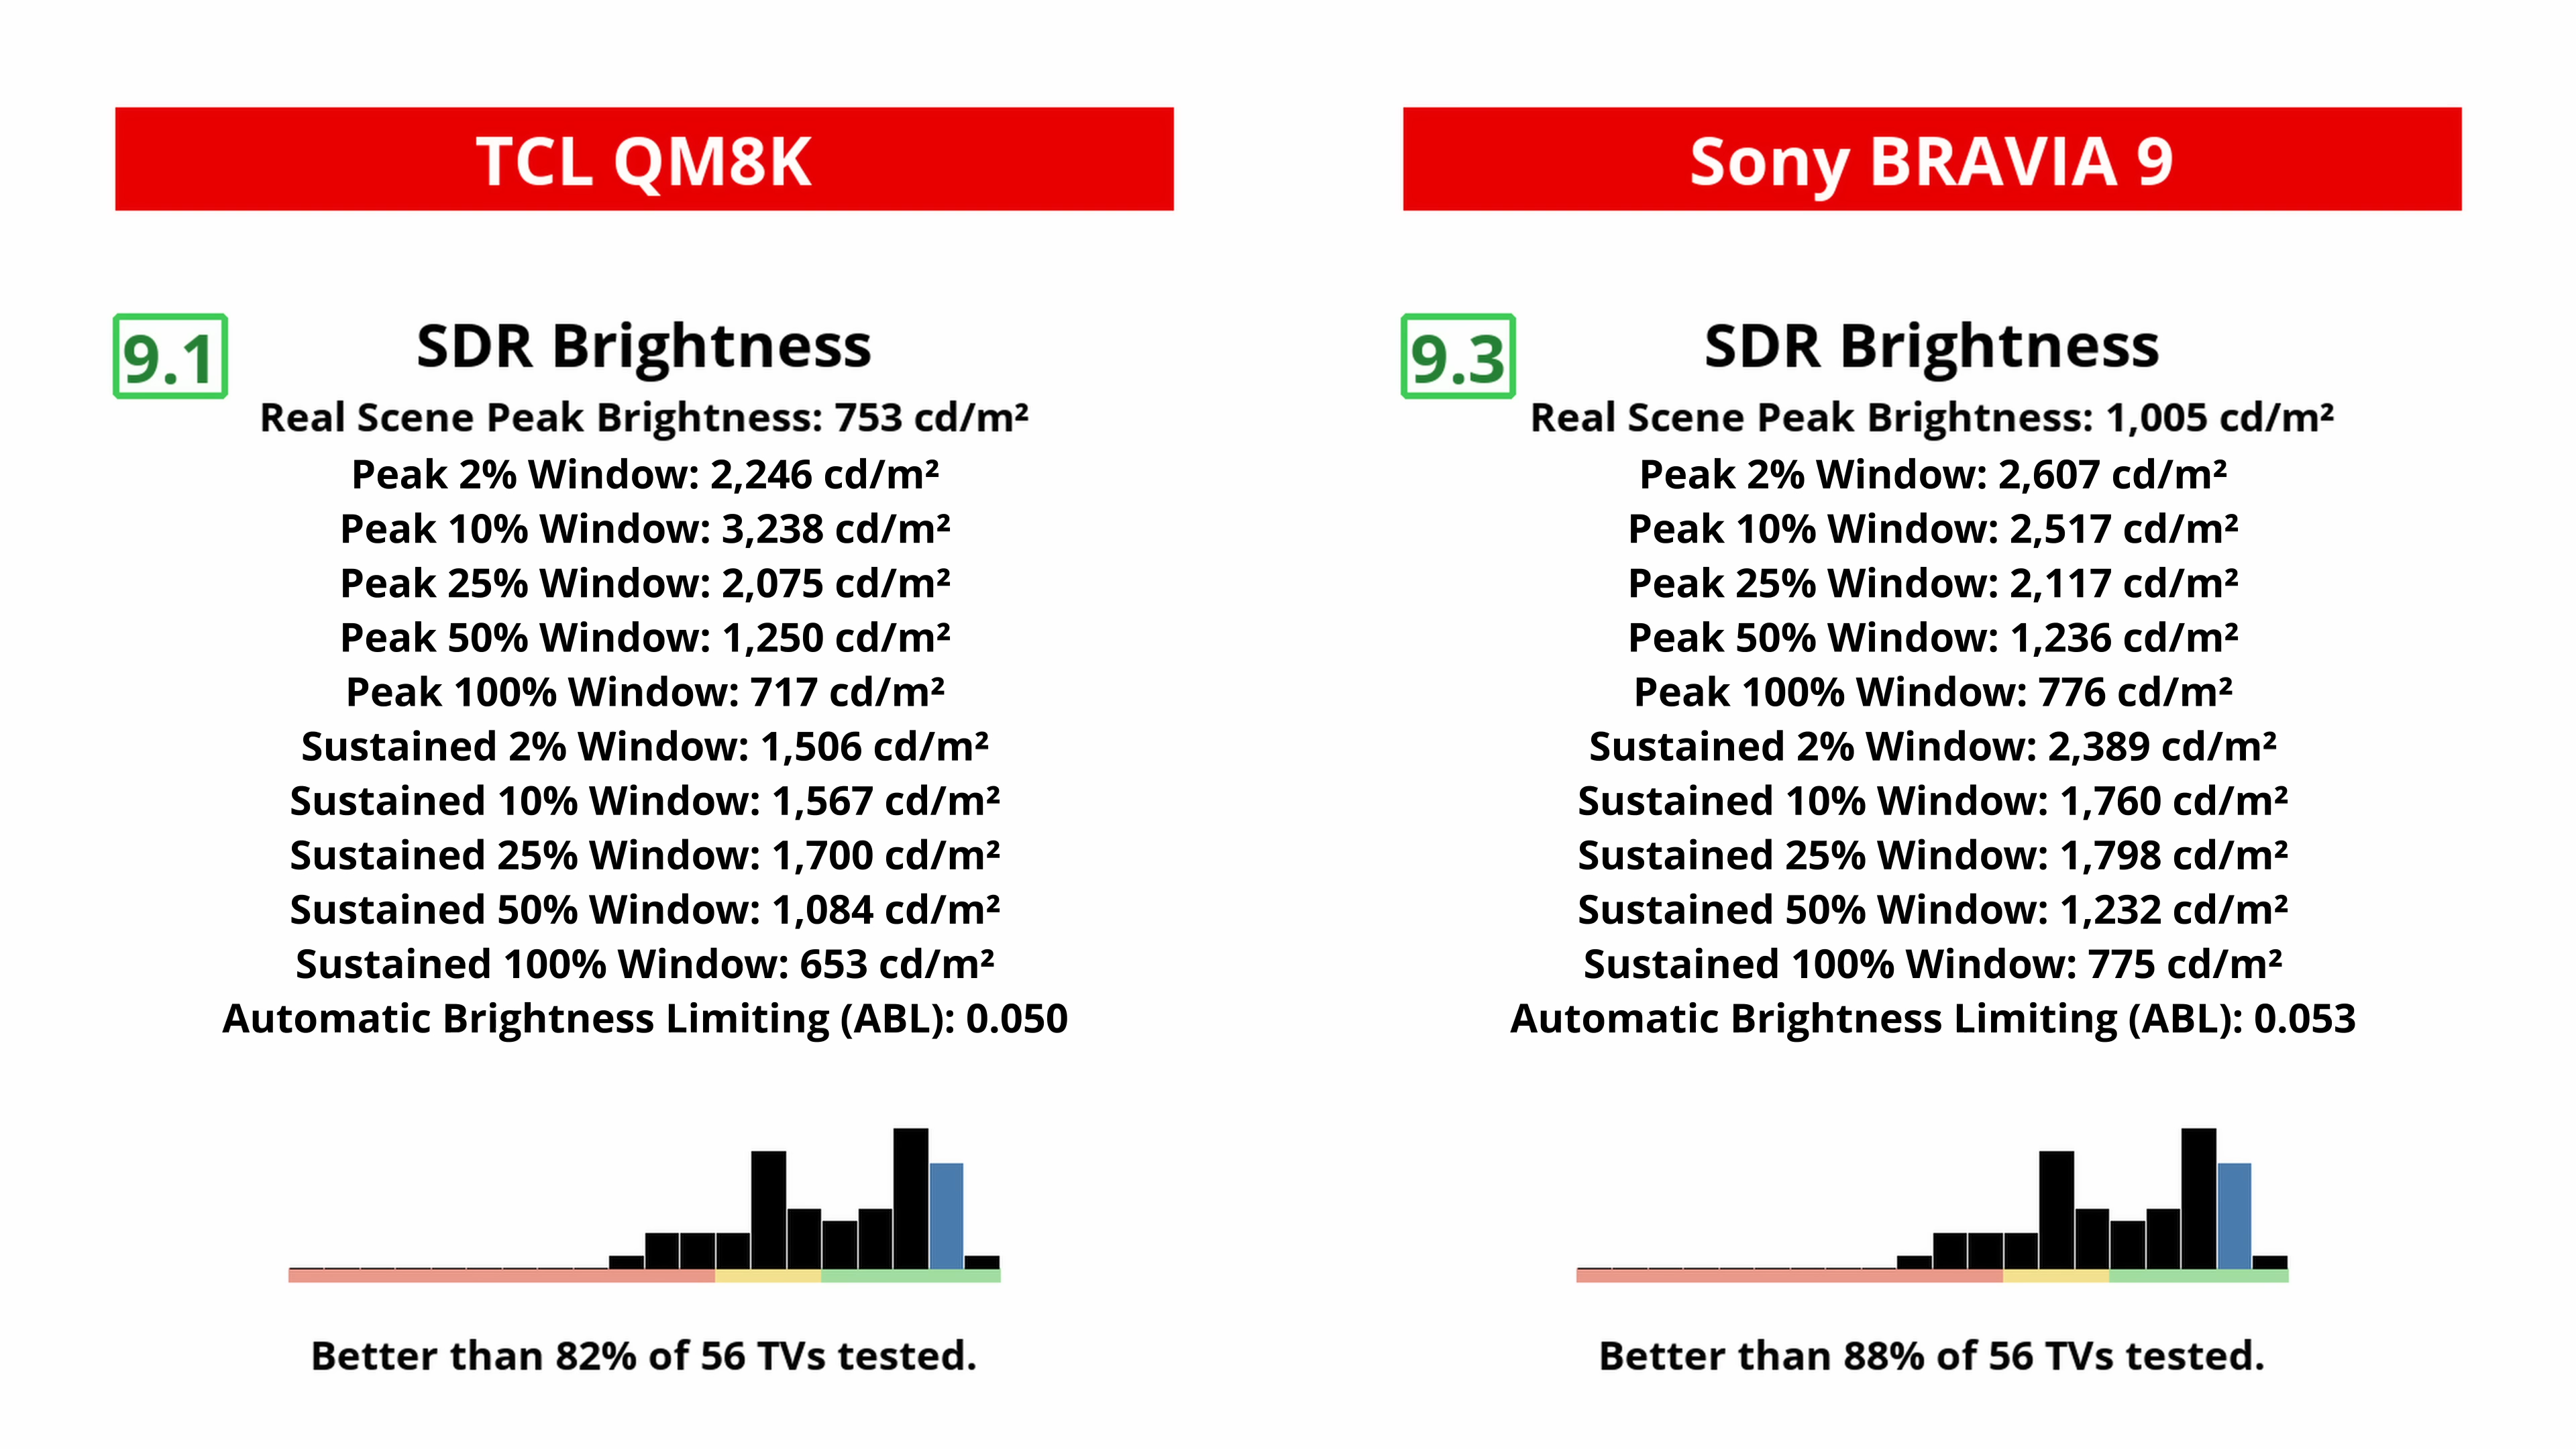 TCL QM8K
9.1
SDR Brightness
Real Scene Peak Brightness: 753 cd/m²
Peak 2% Window: 2,246 cd/m²
Peak 10% Window: 3,238 cd/m²
Peak 25% Window: 2,075 cd/m²
Peak 50% Window: 1,250 cd/m²
Peak 100% Window: 717 cd/m²
Sustained 2% Window: 1,506 cd/m²
Sustained 10% Window: 1,567 cd/m²
Sustained 25% Window: 1,700 cd/m²
Sustained 50% Window: 1,084 cd/m²
Sustained 100% Window: 653 cd/m²
Automatic Brightness Limiting (ABL): 0.050
Better than 82% of 56 TVs tested.
Sony BRAVIA 9
9.3
SDR Brightness
Real Scene Peak Brightness: 1,005 cd/m²
Peak 2% Window: 2,607 cd/m²
Peak 10% Window: 2,517 cd/m²
Peak 25% Window: 2,117 cd/m²
Peak 50% Window: 1,236 cd/m²
Peak 100% Window: 776 cd/m²
Sustained 2% Window: 2,389 cd/m²
Sustained 10% Window: 1,760 cd/m²
Sustained 25% Window: 1,798 cd/m²
Sustained 50% Window: 1,232 cd/m²
Sustained 100% Window: 775 cd/m²
Automatic Brightness Limiting (ABL): 0.053
Better than 88% of 56 TVs tested.